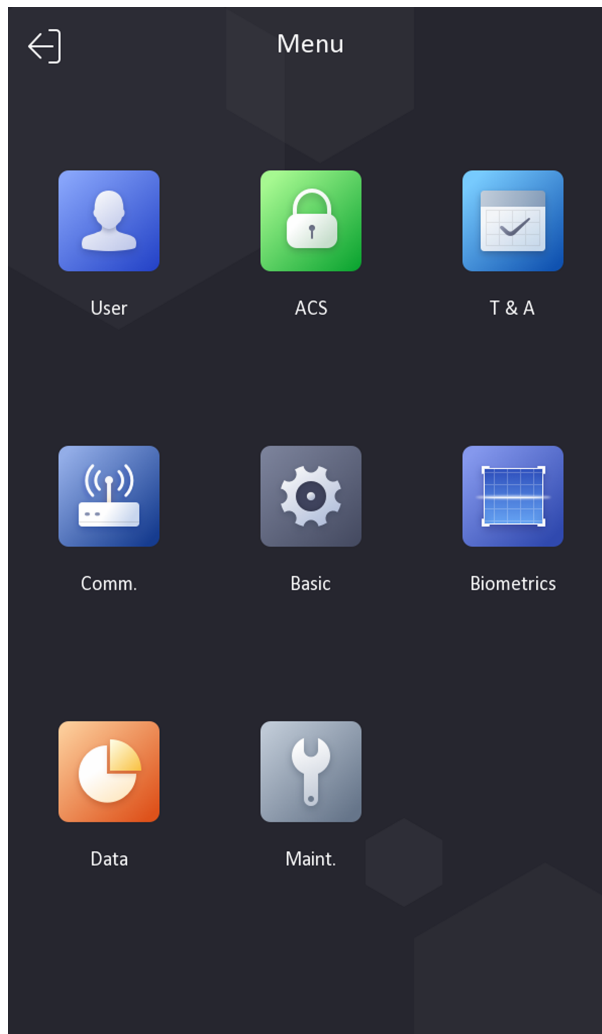 Menu
User
ACS
T & A
Comm.
Basic
Biometrics
Data
Maint.